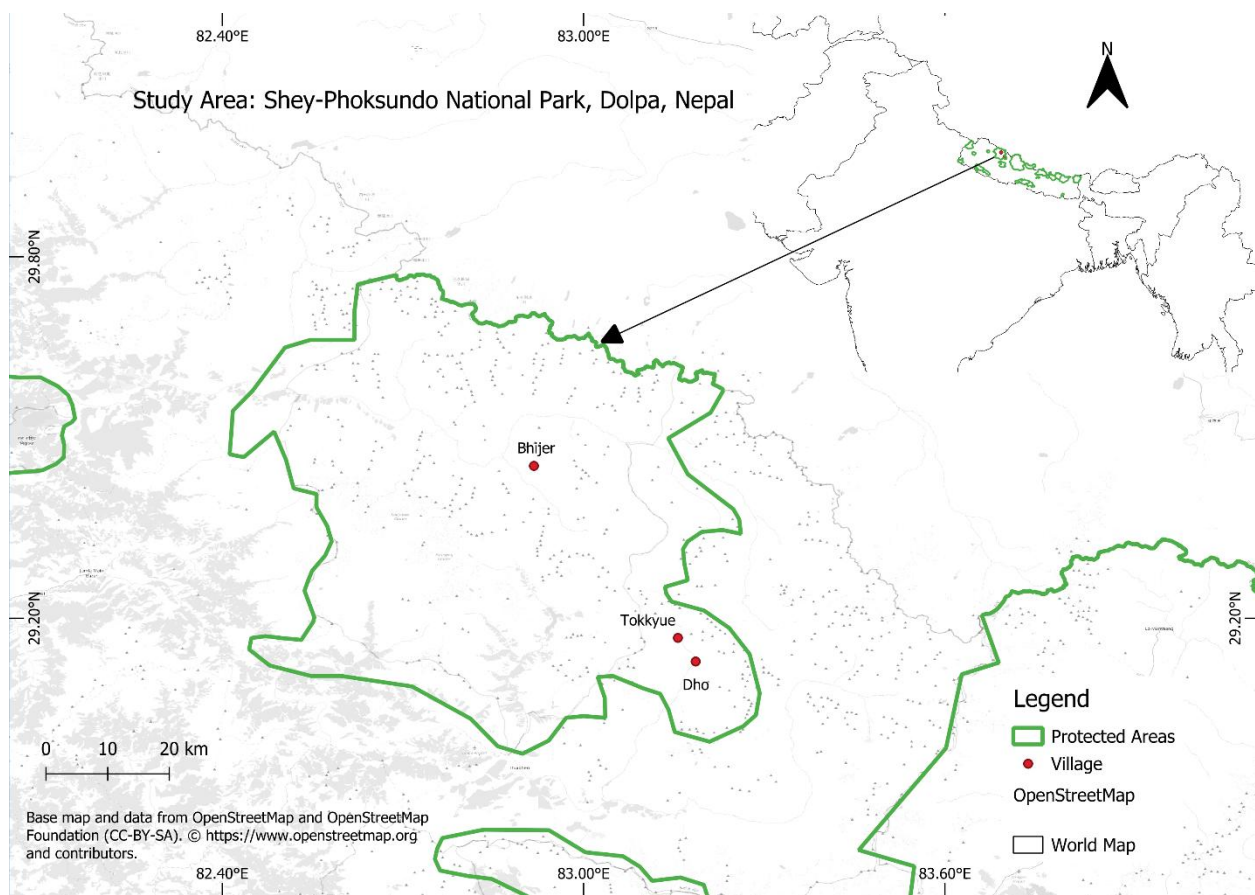 82.40°E
83.00°E
N
Study Area: Shey-Phoksundo National Park, Dolpa, Nepal
29.80°N
Bhijer
29.20°N
29.20°N
Tokkyue
Dho
Legend
Protected Areas
Village
OpenStreetMap
World Map
0 10 20 km
Base map and data from OpenStreetMap and OpenStreetMap
Foundation (CC-BY-SA). © https://www.openstreetmap.org
and contributors.
82.40°E
83.00°E
83.60°E